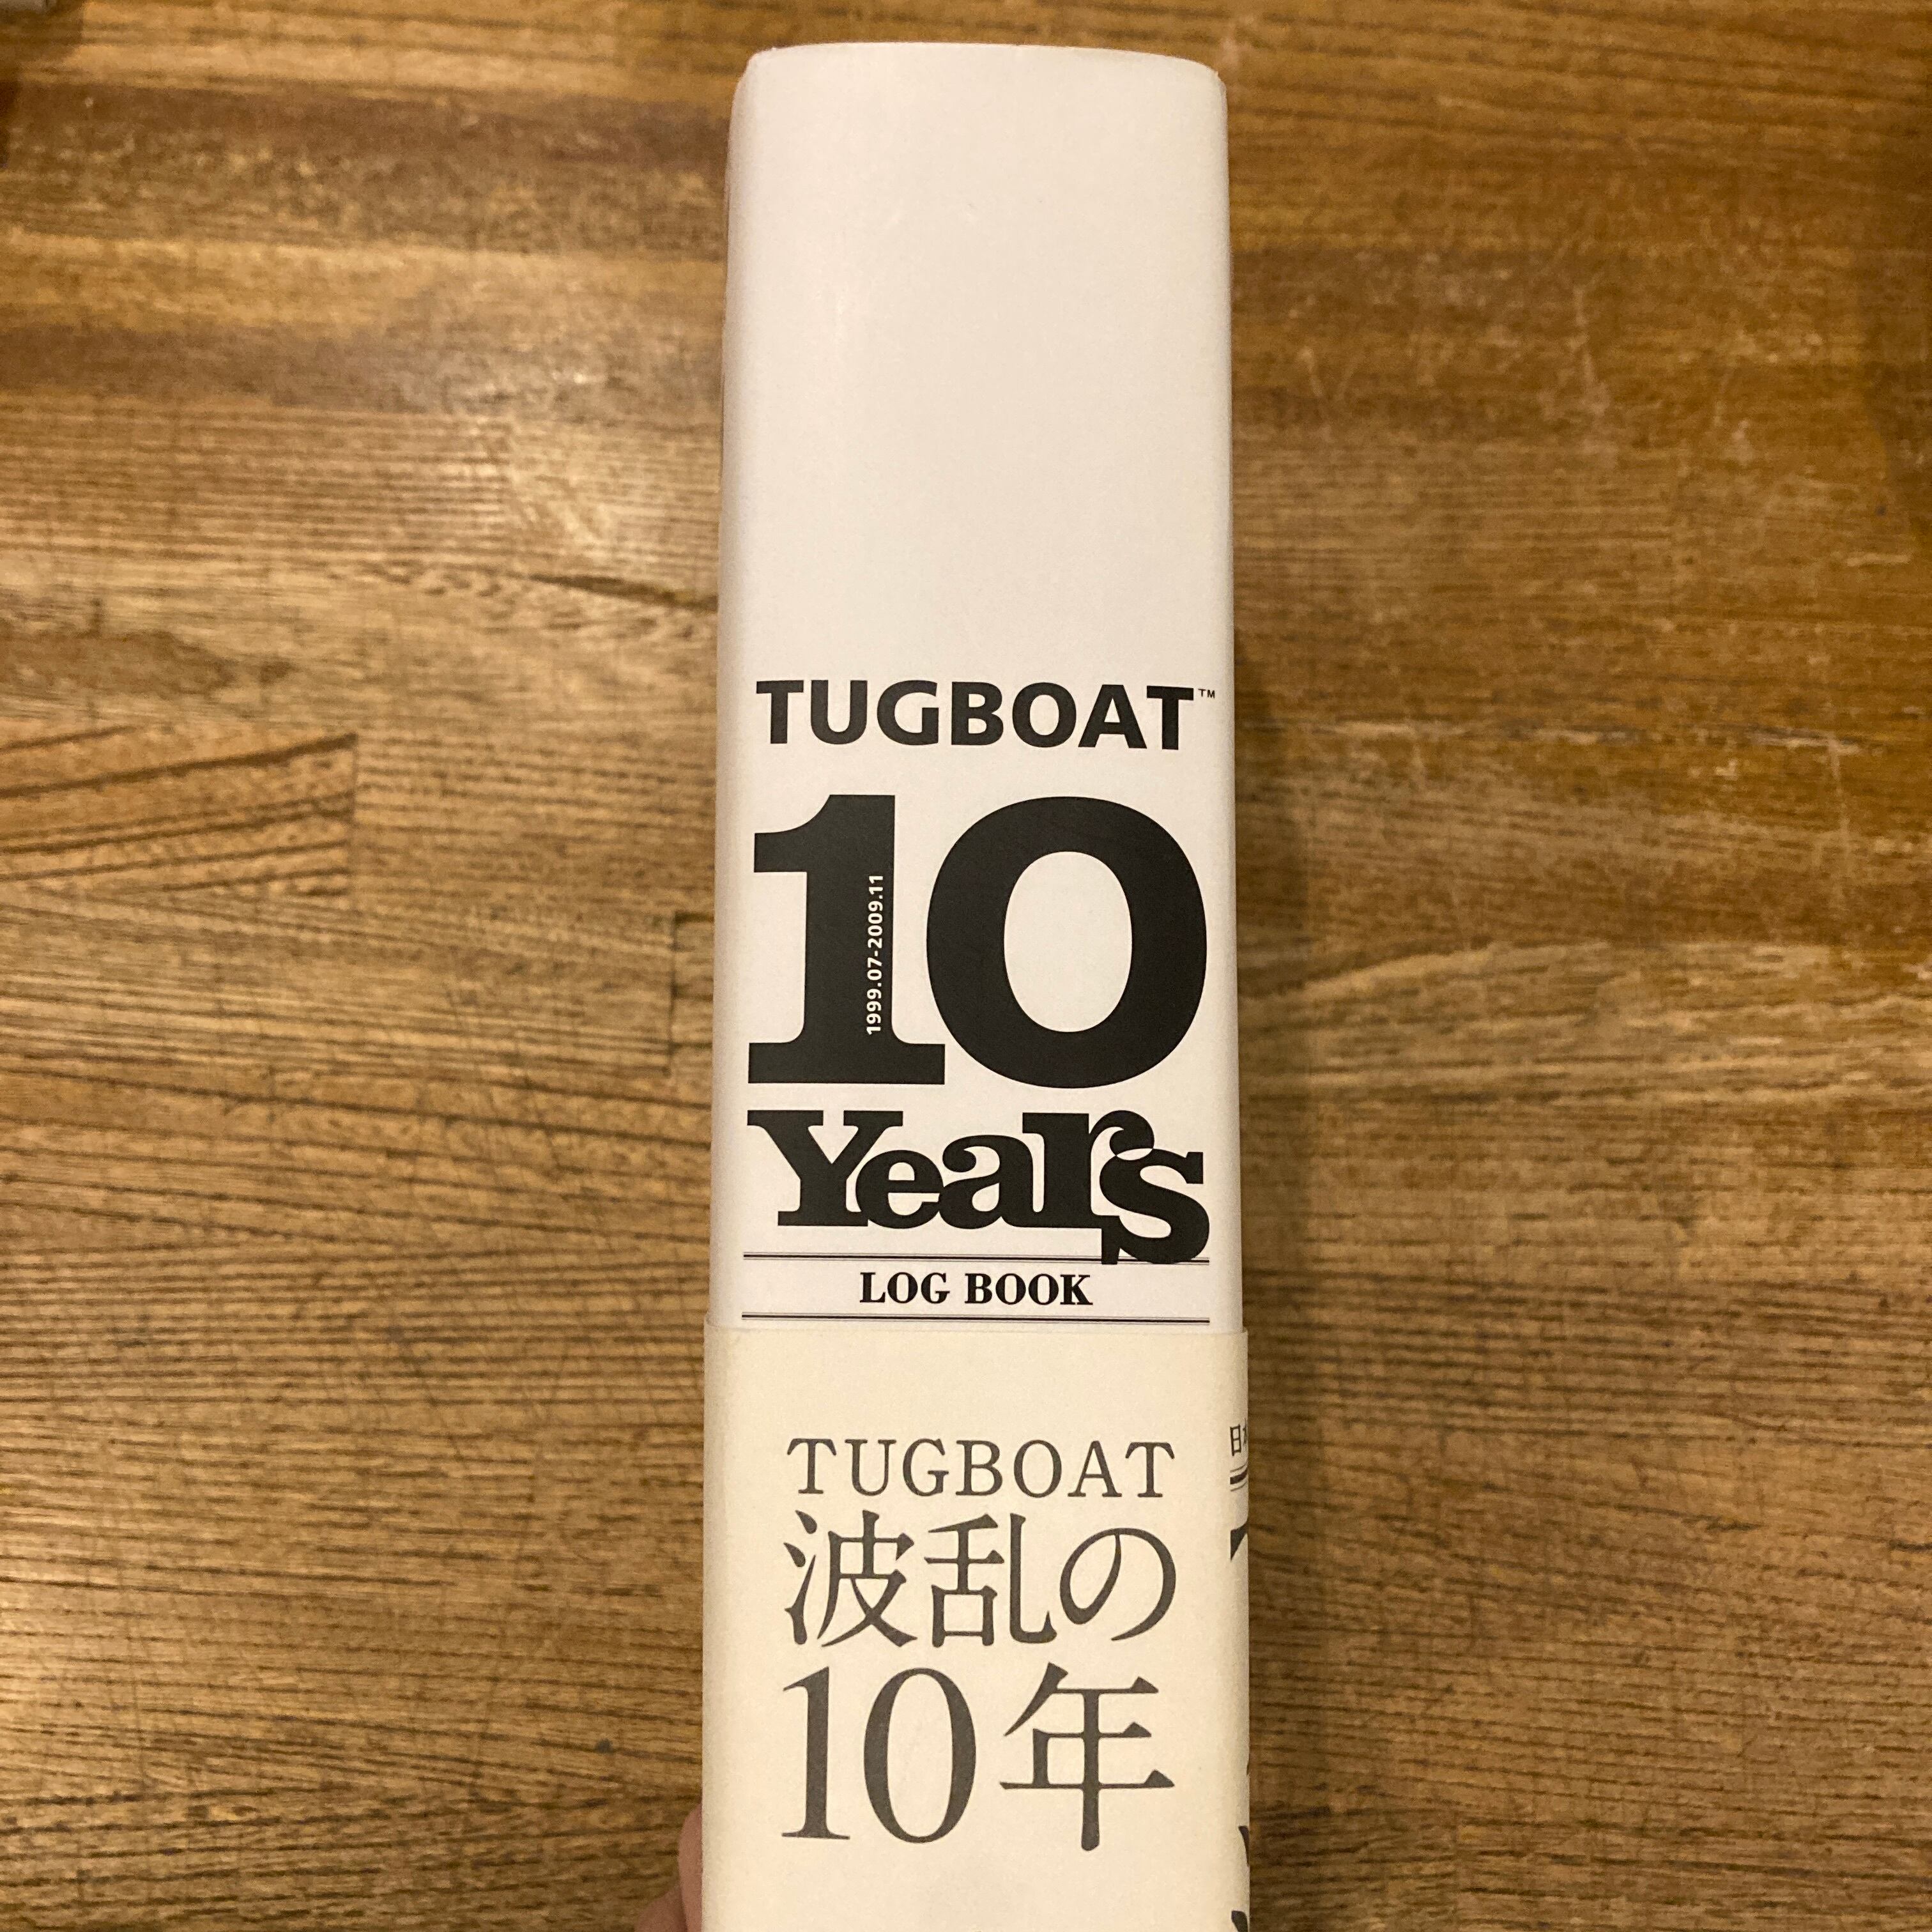 TUGBOAT™
10
1999.07-2009.11
Years
LOG BOOK
TUGBOAT
波乱の
10年